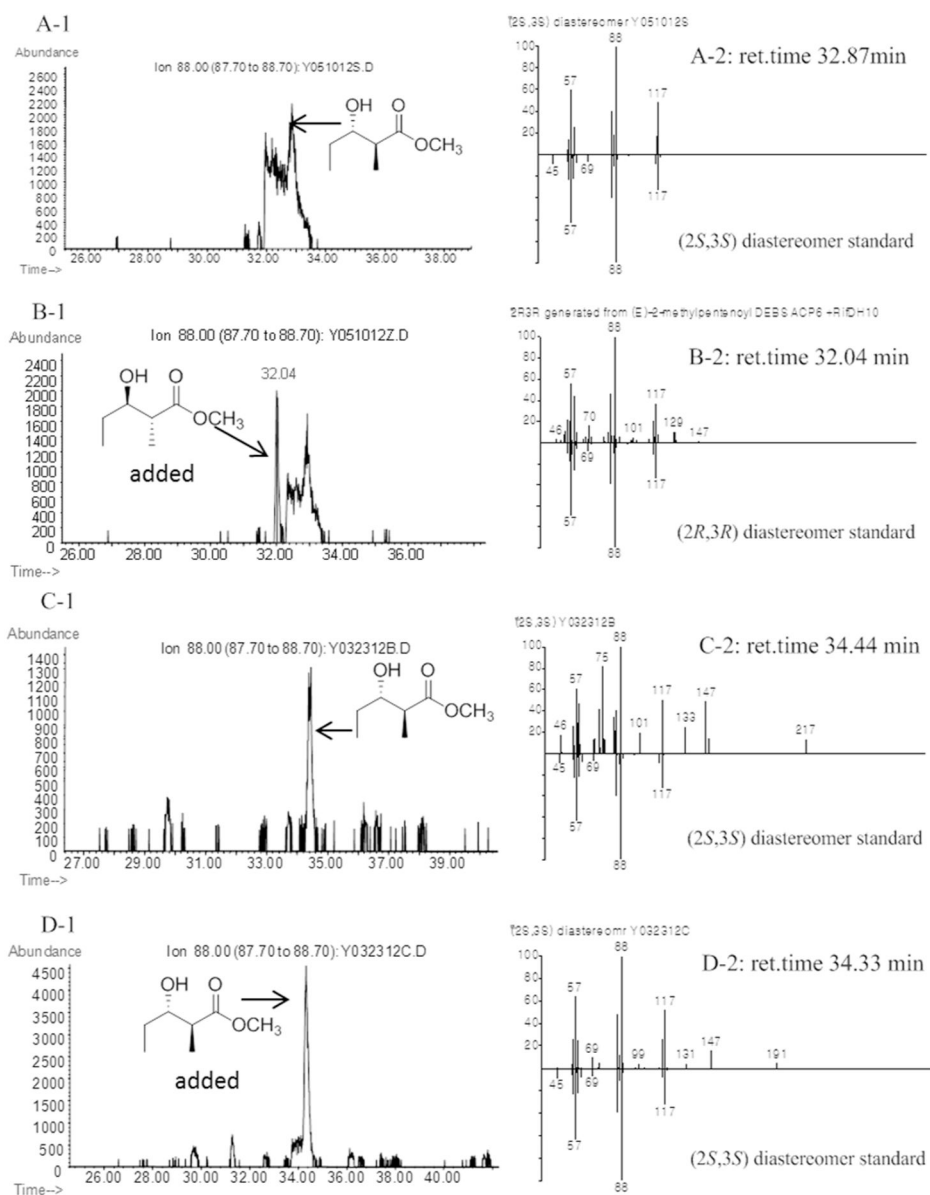 A-1
Abundance
Ion 88.00 (87.70 to 88.70): Y051012S.D
2600
2400
2200
2000
1800
1600
1400
1200
1000
800
600
400
200
0
OH
O
OCH3
26.00 28.00 30.00 32.00 34.00 36.00 38.00
Time-->
(2S,3S) diastereomer Y051012S
A-2: ret.time 32.87min
100
80
60
40
20
88
57
117
45
69
57
88
(2S,3S) diastereomer standard
B-1
Abundance
Ion 88.00 (87.70 to 88.70): Y051012Z.D
2200
2000
1800
1600
1400
1200
1000
800
600
400
200
0
32.04
OH
O
OCH3
added
26.00 28.00 30.00 32.00 34.00 36.00
Time-->
2R3R generated from (E)-2-methylpentenoyl DEBS ACP6 +RifDH10
B-2: ret.time 32.04 min
100
80
60
40
20
88
57
117
46
70
101
129
147
69
117
57
88
(2R,3R) diastereomer standard
C-1
Abundance
Ion 88.00 (87.70 to 88.70): Y032312B.D
1400
1300
1200
1100
1000
900
800
700
600
500
400
300
200
100
0
OH
O
OCH3
27.00 29.00 31.00 33.00 35.00 37.00 39.00
Time-->
(2S,3S) Y032312B
C-2: ret.time 34.44 min
100
80
60
40
20
88
75
57
117
147
46
101
133
217
45
69
117
57
88
(2S,3S) diastereomer standard
D-1
Abundance
Ion 88.00 (87.70 to 88.70): Y032312C.D
4500
4000
3500
3000
2500
2000
1500
1000
500
0
OH
O
OCH3
added
26.00 28.00 30.00 32.00 34.00 36.00 38.00 40.00
Time-->
(2S,3S) diastereomr Y032312C
D-2: ret.time 34.33 min
100
80
60
40
20
88
57
117
69
99
131
147
191
45
69
117
57
88
(2S,3S) diastereomer standard